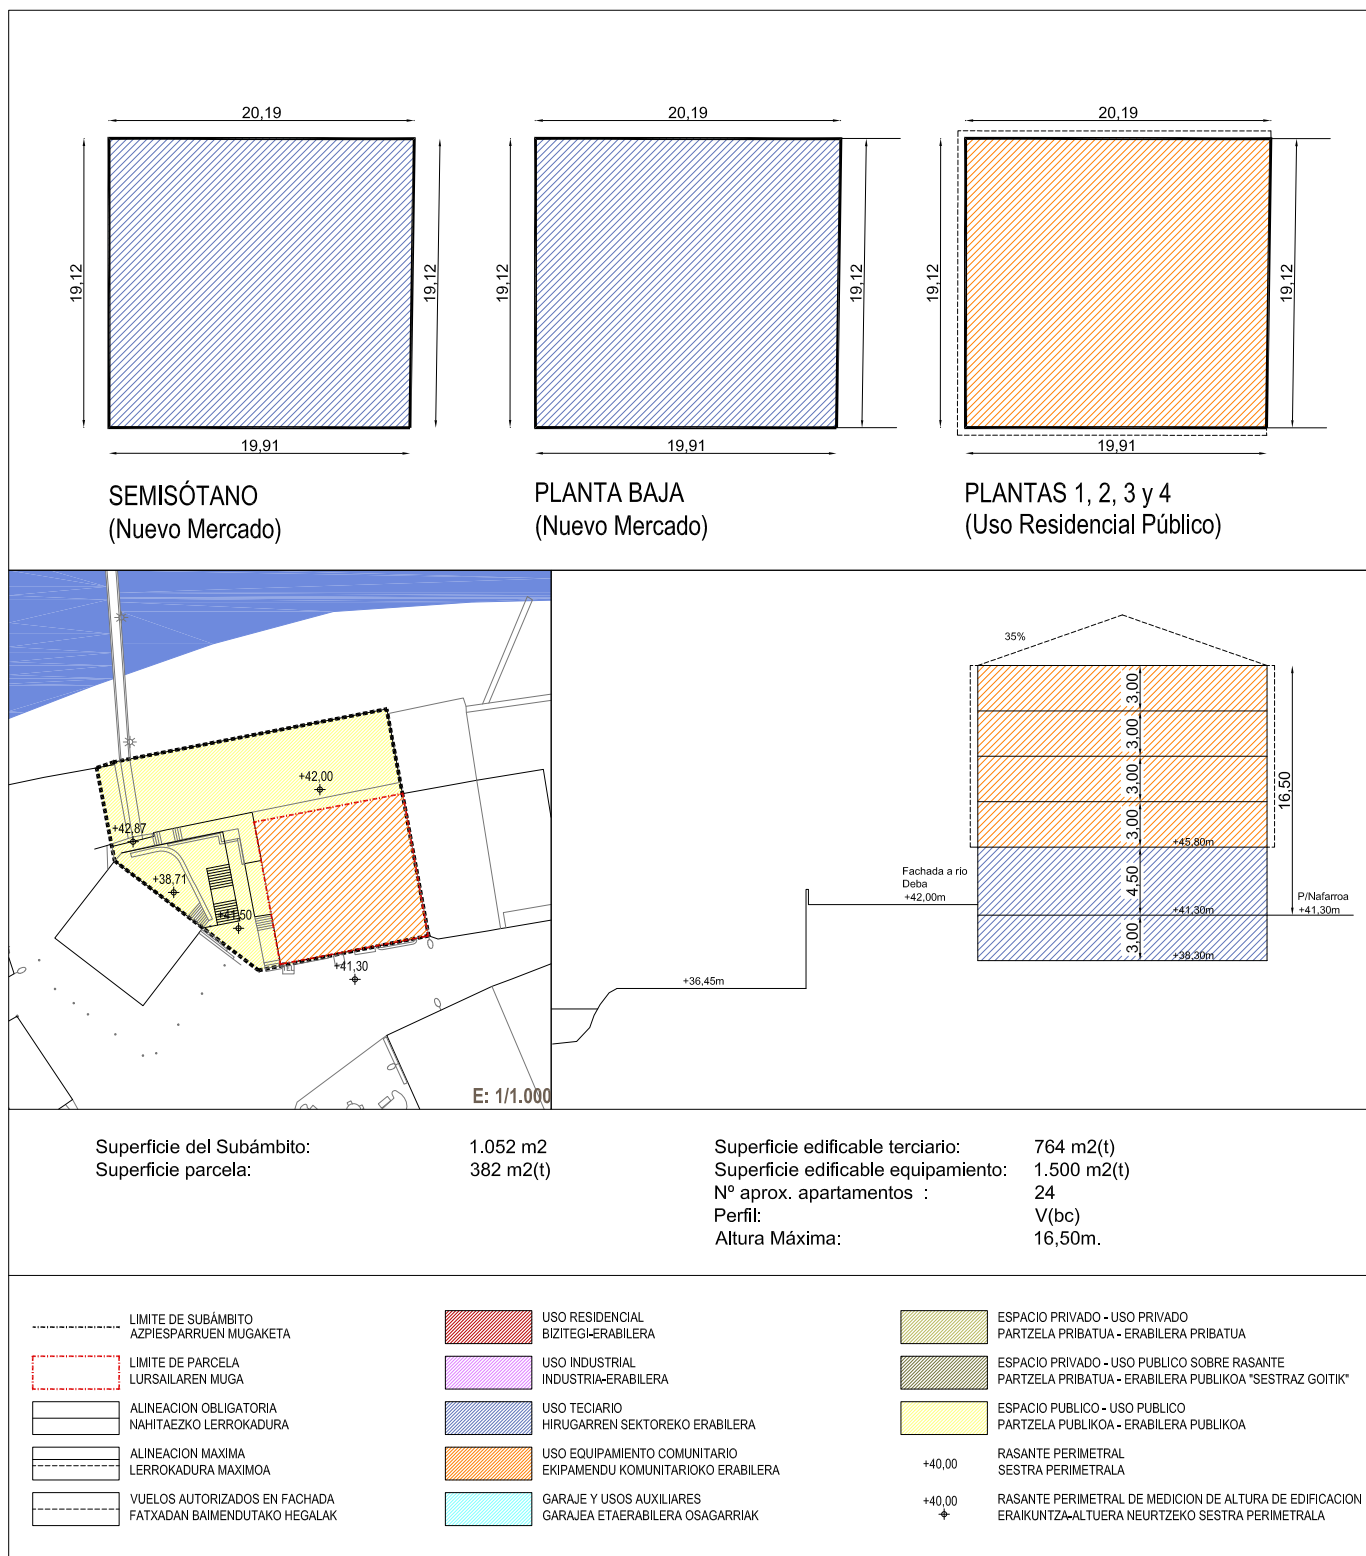 20,19
20,19
20,19
19,12
19,12
19,12
19,12
19,12
19,12
19,91
19,91
19,91
SEMISÓTANO
(Nuevo Mercado)
PLANTA BAJA
(Nuevo Mercado)
PLANTAS 1, 2, 3 y 4
(Uso Residencial Público)
+42,00
+42,87
+38,71
+41,50
+41,30
E: 1/1.000
35%
3,00
3,00
3,00
3,00
4,50
3,00
16,50
+45,80m
+41,30m
+38,30m
Fachada a rio
Deba
+42,00m
P/Nafarroa
+41,30m
+36,45m
Superficie del Subámbito: 1.052 m2
Superficie parcela: 382 m2(t)
Superficie edificable terciario: 764 m2(t)
Superficie edificable equipamiento: 1.500 m2(t)
Nº aprox. apartamentos : 24
Perfil: V(bc)
Altura Máxima: 16,50m.
LIMITE DE SUBÁMBITO
AZPIESPARRUEN MUGAKETA
LIMITE DE PARCELA
LURSAILAREN MUGA
ALINEACION OBLIGATORIA
NAHITAEZKO LERROKADURA
ALINEACION MAXIMA
LERROKADURA MAXIMOA
VUELOS AUTORIZADOS EN FACHADA
FATXADAN BAIMENDUTAKO HEGALAK
USO RESIDENCIAL
BIZITEGI-ERABILERA
USO INDUSTRIAL
INDUSTRIA-ERABILERA
USO TECIARIO
HIRUGARREN SEKTOREKO ERABILERA
USO EQUIPAMIENTO COMUNITARIO
EKIPAMENDU KOMUNITARIOKO ERABILERA
GARAJE Y USOS AUXILIARES
GARAJEA ETAERABILERA OSAGARRIAK
ESPACIO PRIVADO - USO PRIVADO
PARTZELA PRIBATUA - ERABILERA PRIBATUA
ESPACIO PRIVADO - USO PUBLICO SOBRE RASANTE
PARTZELA PRIBATUA - ERABILERA PUBLIKOA "SESTRAZ GOITIK"
ESPACIO PUBLICO - USO PUBLICO
PARTZELA PUBLIKOA - ERABILERA PUBLIKOA
+40,00
RASANTE PERIMETRAL
SESTRA PERIMETRALA
+40,00
RASANTE PERIMETRAL DE MEDICION DE ALTURA DE EDIFICACION
ERAIKUNTZA-ALTUERA NEURTZEKO SESTRA PERIMETRALA